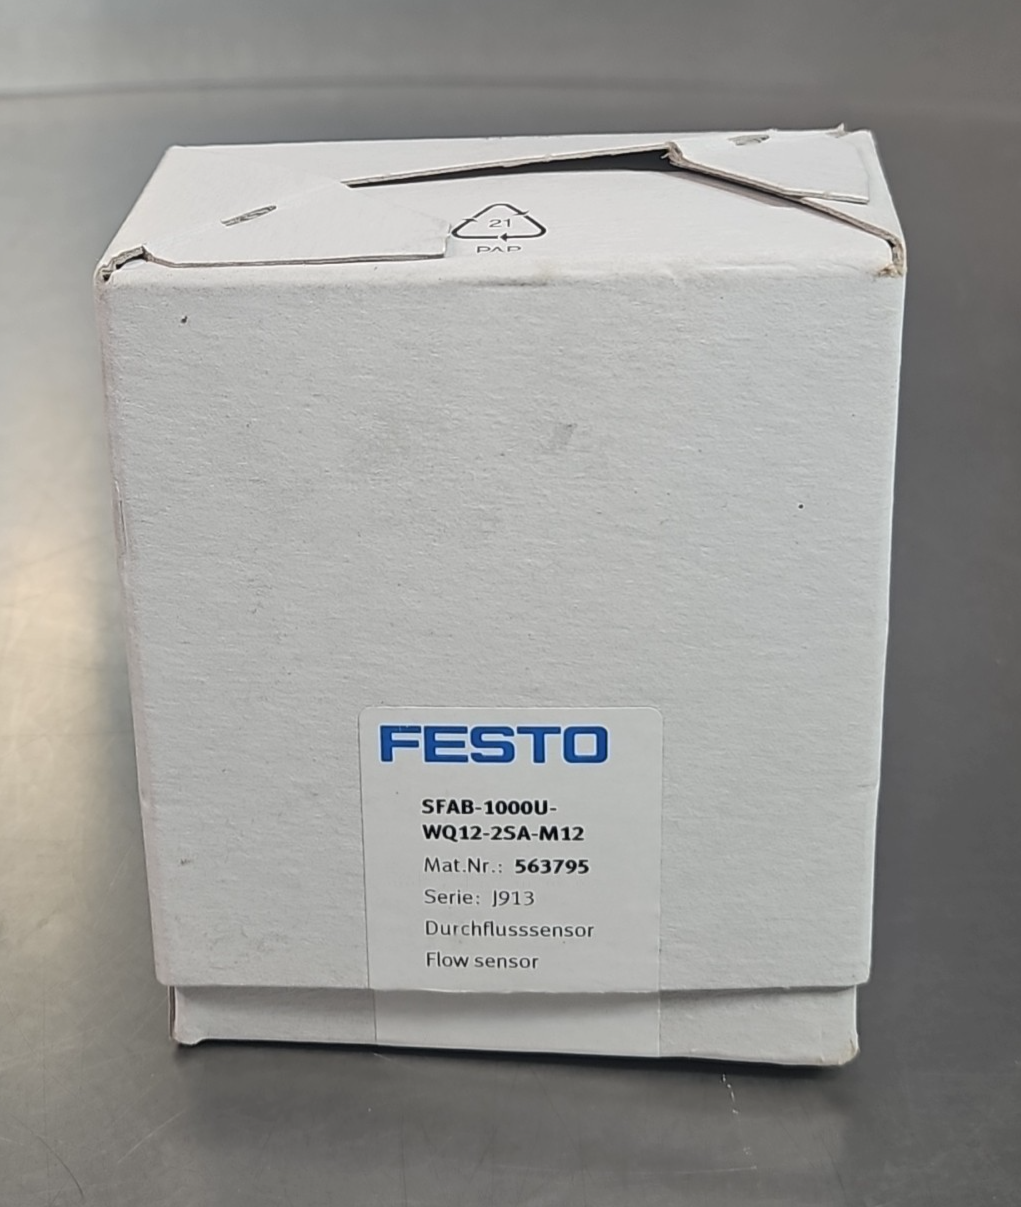 21
PAP
FESTO
SFAB-1000U-
WQ12-2SA-M12
Mat.Nr.: 563795
Serie: J913
Durchflusssensor
Flow sensor